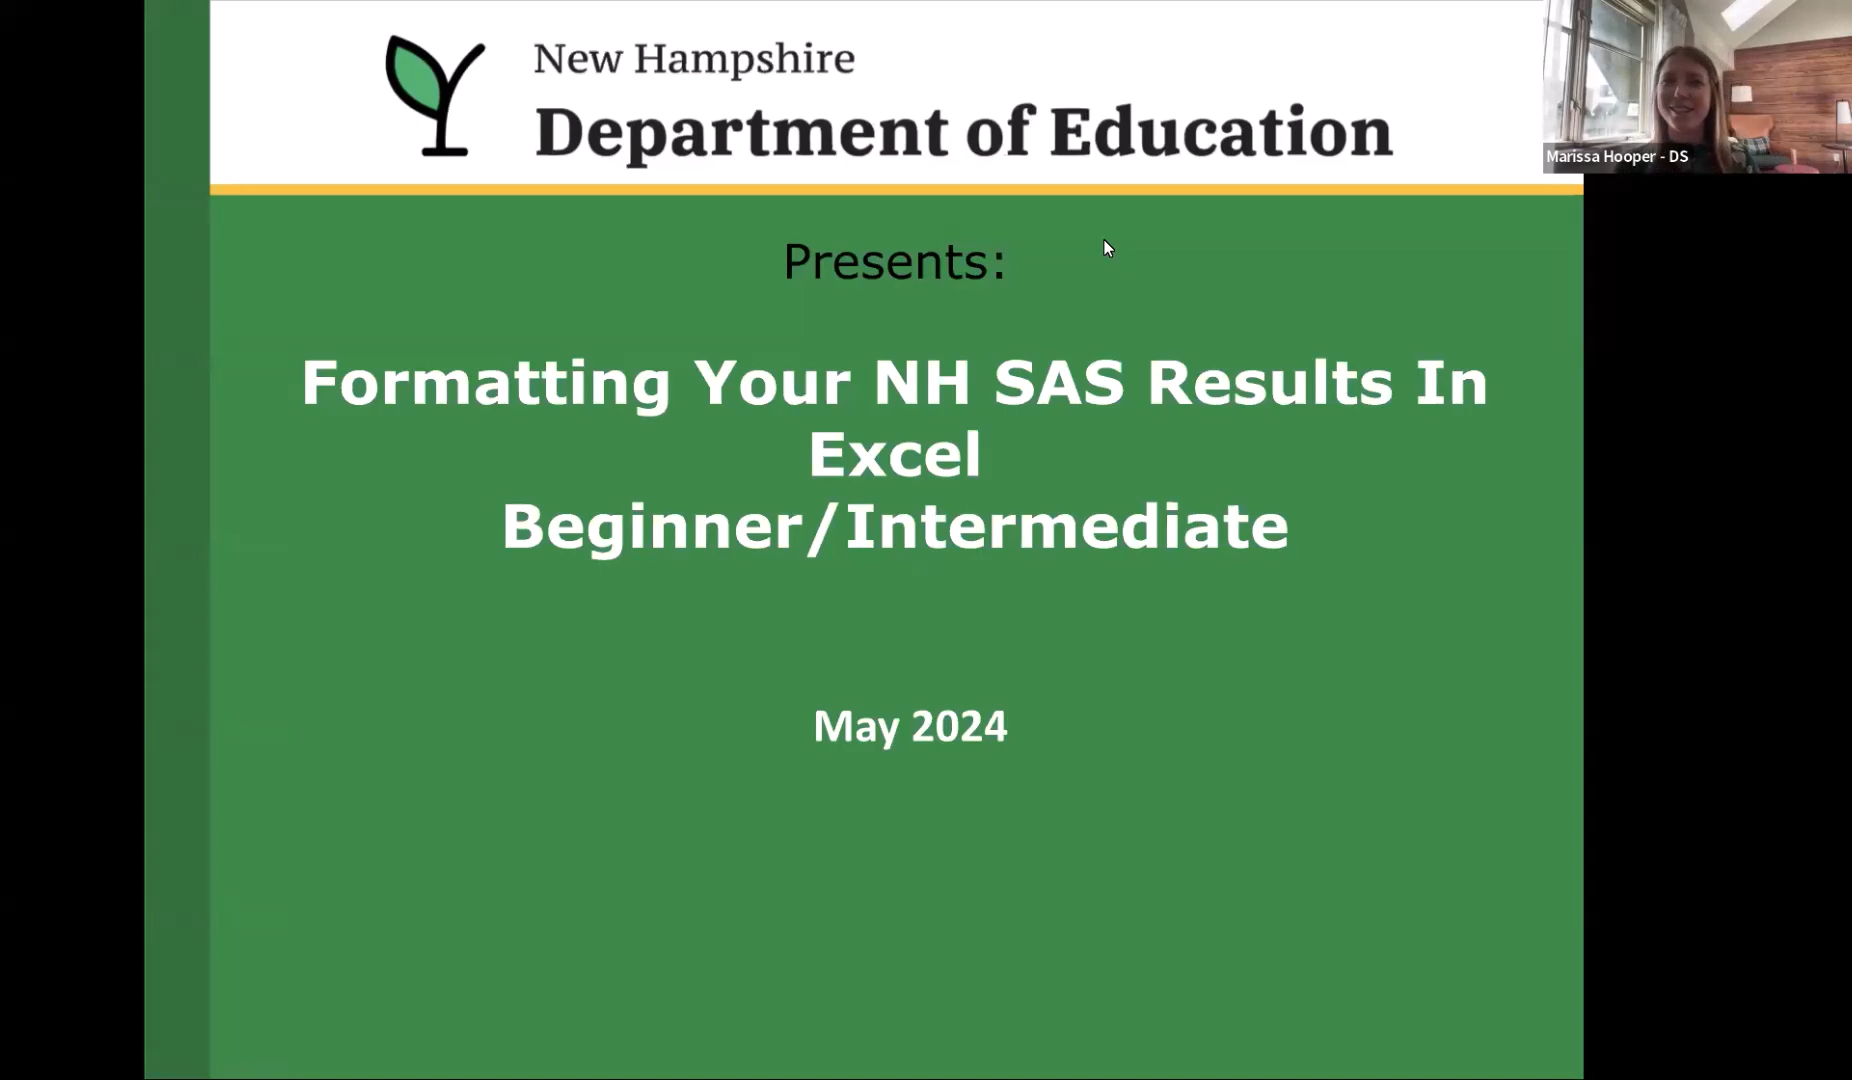 New Hampshire
Department of Education
Marissa Hooper - DS
Presents:
Formatting Your NH SAS Results In
Excel
Beginner/Intermediate
May 2024